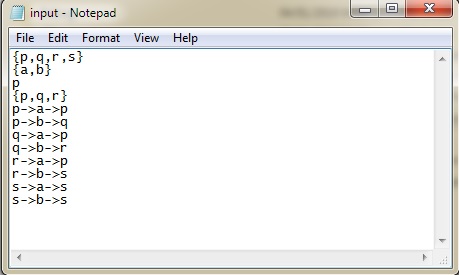 input - Notepad
File Edit Format View Help
{p,q,r,s}
{a,b}
p
{p,q,r}
p->a->p
p->b->q
q->a->p
q->b->r
r->a->p
r->b->s
s->a->s
s->b->s